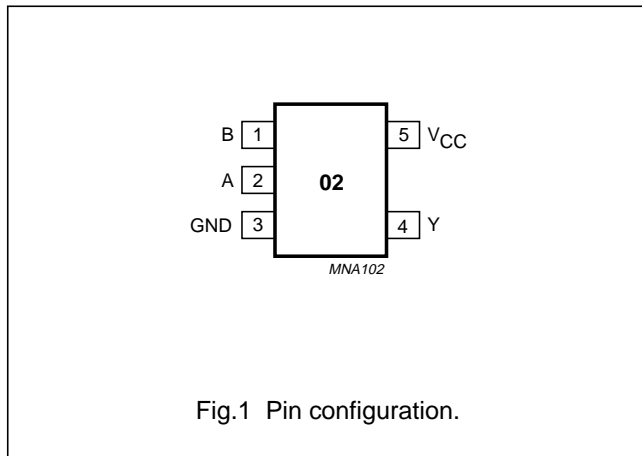 B 1 5 VCC
A 2 02
GND 3 4 Y
MNA102
Fig.1 Pin configuration.